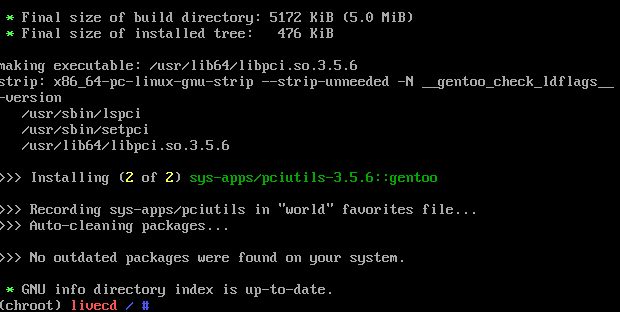 * Final size of build directory: 5172 KiB (5.0 MiB)
* Final size of installed tree: 476 KiB
making executable: /usr/lib64/libpci.so.3.5.6
strip: x86_64-pc-linux-gnu-strip --strip-unneeded -N __gentoo_check_ldflags__
-version
/usr/sbin/lspci
/usr/sbin/setpci
/usr/lib64/libpci.so.3.5.6
>>> Installing (2 of 2) sys-apps/pciutils-3.5.6::gentoo
>>> Recording sys-apps/pciutils in "world" favorites file...
>>> Auto-cleaning packages...
>>> No outdated packages were found on your system.
* GNU info directory index is up-to-date.
(chroot) livecd / #